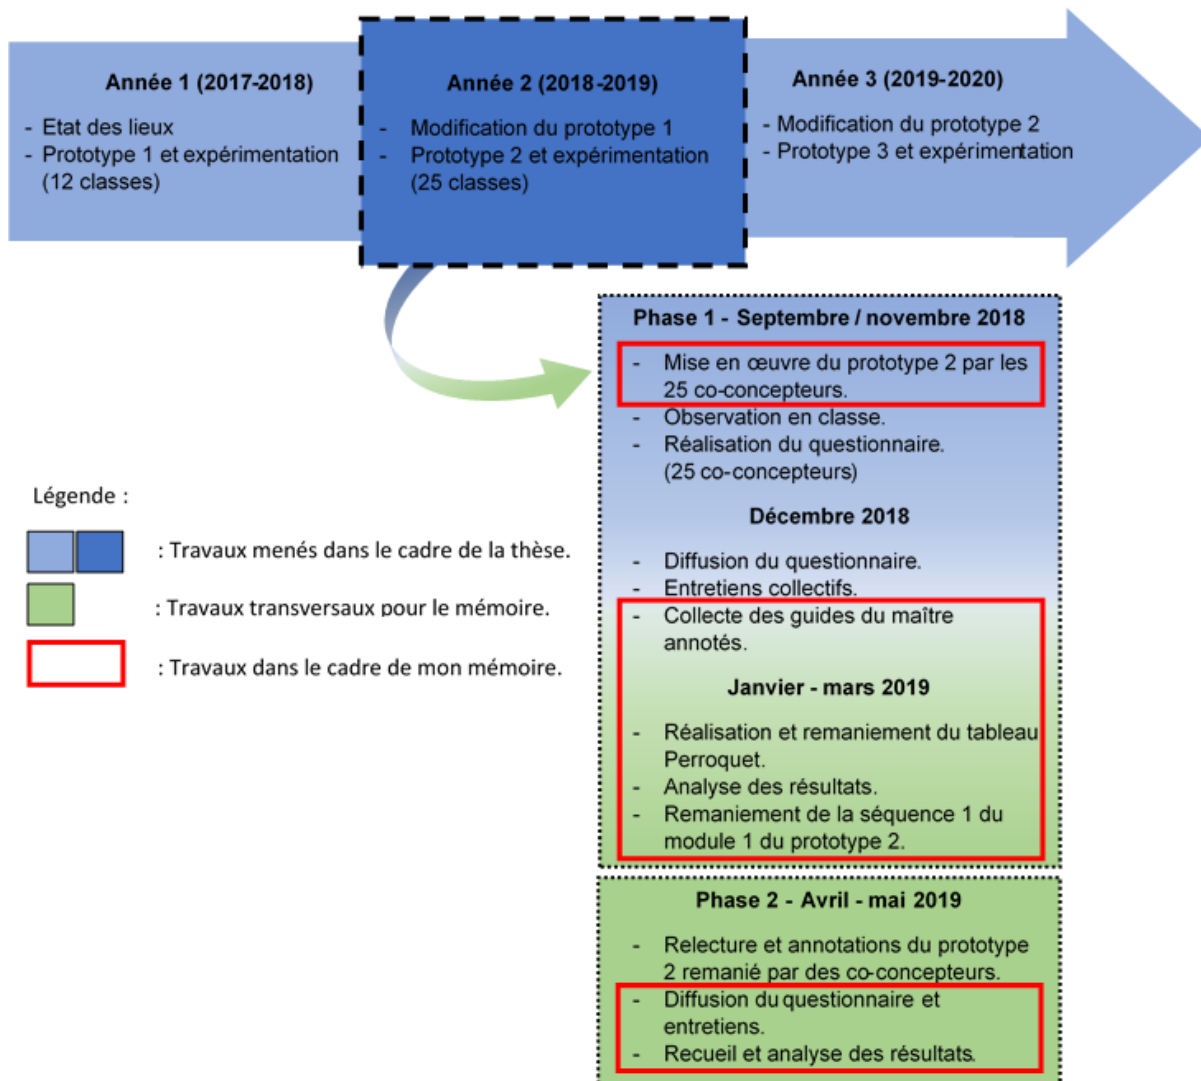 Année 1 (2017-2018)
- Etat des lieux
- Prototype 1 et expérimentation
(12 classes)
Année 2 (2018-2019)
- Modification du prototype 1
- Prototype 2 et expérimentation
(25 classes)
Année 3 (2019-2020)
- Modification du prototype 2
- Prototype 3 et expérimentation
Phase 1 - Septembre / novembre 2018
- Mise en œuvre du prototype 2 par les
25 co-concepteurs.
- Observation en classe.
- Réalisation du questionnaire.
(25 co-concepteurs)
Décembre 2018
- Diffusion du questionnaire.
- Entretiens collectifs.
- Collecte des guides du maître
annotés.
Janvier - mars 2019
- Réalisation et remaniement du tableau
Perroquet.
- Analyse des résultats.
- Remaniement de la séquence 1 du
module 1 du prototype 2.
Phase 2 - Avril - mai 2019
- Relecture et annotations du prototype
2 remanié par des co-concepteurs.
- Diffusion du questionnaire et
entretiens.
- Recueil et analyse des résultats.
Légende :
: Travaux menés dans le cadre de la thèse.
: Travaux transversaux pour le mémoire.
: Travaux dans le cadre de mon mémoire.